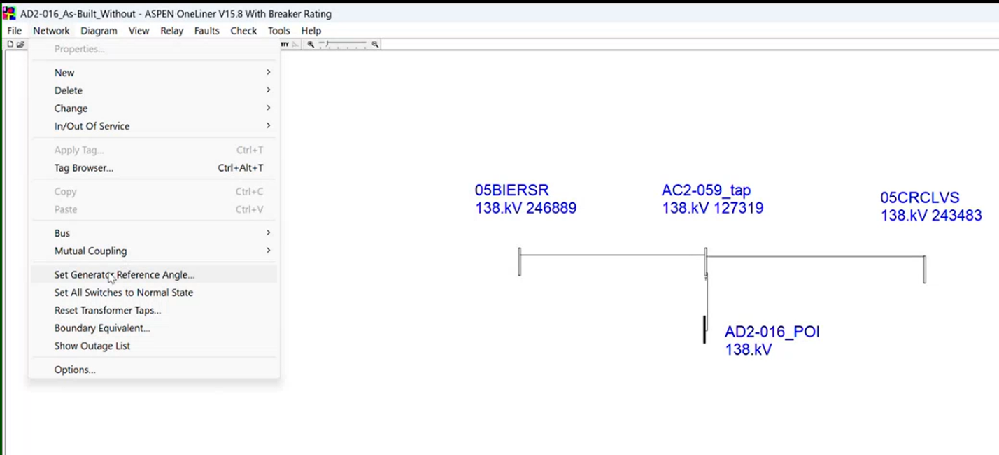 AD2-016_As-Built_Without - ASPEN OneLiner V15.8 With Breaker Rating
File Network Diagram View Relay Faults Check Tools Help
Properties...
New
Delete
Change
In/Out Of Service
Apply Tag... Ctrl+T
Tag Browser... Ctrl+Alt+T
Copy Ctrl+C
Paste Ctrl+V
Bus
Mutual Coupling
Set Generator Reference Angle...
Set All Switches to Normal State
Reset Transformer Taps...
Boundary Equivalent...
Show Outage List
Options...
05BIERSR
138.kV 246889
AC2-059_tap
138.kV 127319
05CRCLVS
138.kV 243483
AD2-016_POI
138.kV